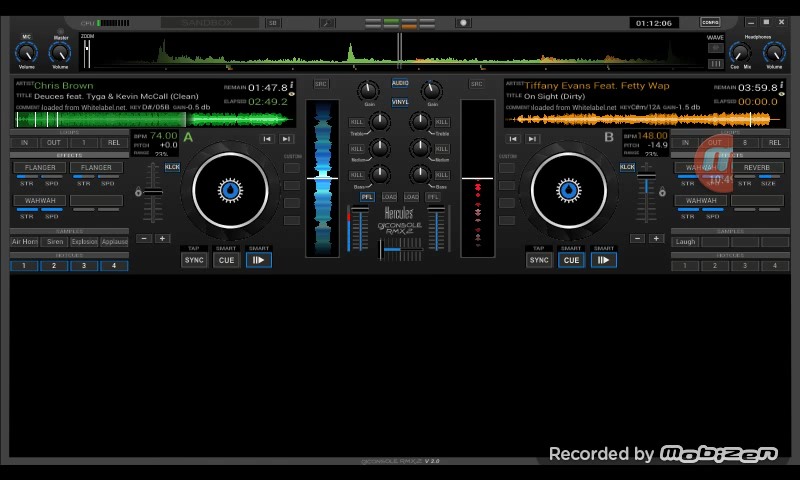 CPU SANDBOX SB 01:12:06 CONFIG
MIC Master ZOOM WAVE Headphones
Volume Volume Cue Mix Volume
ARTIST Chris Brown REMAIN 01:47.8
TITLE Deuces feat. Tyga & Kevin McCall (Clean) ELAPSED 02:49.2
COMMENT loaded from Whitelabel.net KEY D#/05B GAIN -0.5 db
SRC Gain AUDIO Gain SRC
VINYL
ARTIST Tiffany Evans Feat. Fetty Wap REMAIN 03:59.8
TITLE On Sight (Dirty) ELAPSED 00:00.0
COMMENT loaded from Whitelabel.net KEY C#m/12A GAIN -1.5 db
LOOPS
IN OUT 1 REL
BPM 74.00 A
PITCH +0.0
RANGE 23%
KILL KILL
Treble Treble
KILL KILL
Medium Medium
KILL KILL
Bass Bass
B BPM 148.00
PITCH -14.9
RANGE 23%
LOOPS
IN OUT 8 REL
EFFECTS
FLANGER FLANGER
STR SPD STR SPD
WAHWAH
STR SPD
KLCK
CUSTOM
PFL LOAD LOAD PFL
Hercules
DJCONSOLE
RMX2
CUSTOM
KLCK
EFFECTS
WAHWAH REVERB
STR SPD STR SIZE
WAHWAH
STR SPD
SAMPLES
Air Horn Siren Explosion Applause
HOTCUES
1 2 3 4
TAP SMART SMART
SYNC CUE
TAP SMART SMART
SYNC CUE
SAMPLES
Laugh
HOTCUES
1 2 3 4
DJCONSOLE RMX2 V 2.0
Recorded by Mobizen